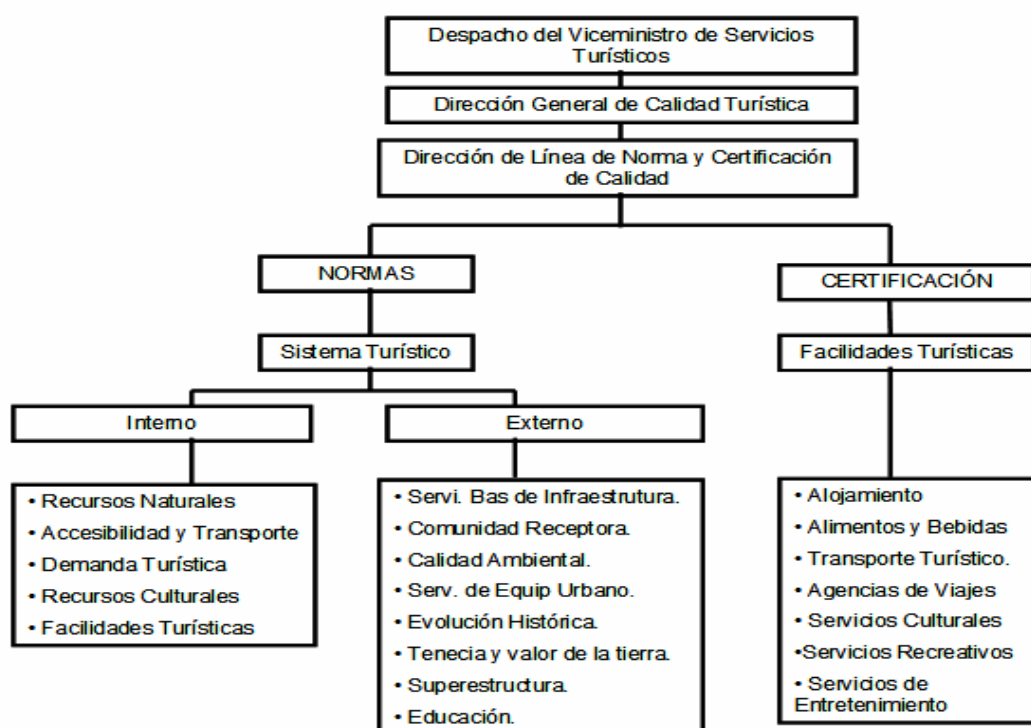 Despacho del Viceministro de Servicios
Turísticos
Dirección General de Calidad Turística
Dirección de Línea de Norma y Certificación
de Calidad
NORMAS
CERTIFICACIÓN
Sistema Turístico
Facilidades Turísticas
Interno
Externo
• Recursos Naturales
• Accesibilidad y Transporte
• Demanda Turística
• Recursos Culturales
• Facilidades Turísticas
• Servi. Bas de Infraestrutura.
• Comunidad Receptora.
• Calidad Ambiental.
• Serv. de Equip Urbano.
• Evolución Histórica.
• Tenecia y valor de la tierra.
• Superestructura.
• Educación.
• Alojamiento
• Alimentos y Bebidas
• Transporte Turístico.
• Agencias de Viajes
• Servicios Culturales
•Servicios Recreativos
• Servicios de
Entretenimiento